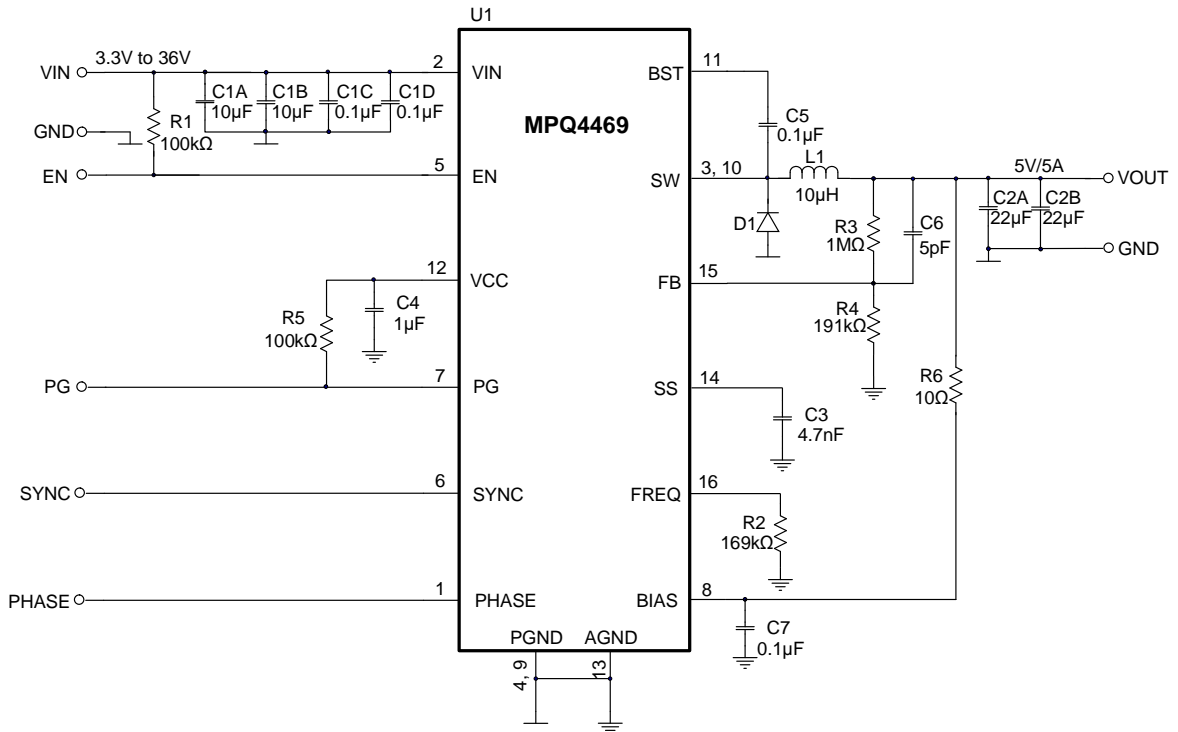 U1
VIN
3.3V to 36V
2
VIN
BST
11
C1A
10µF
C1B
10µF
C1C
0.1µF
C1D
0.1µF
R1
100kΩ
GND
EN
5
EN
MPQ4469
C5
0.1µF
L1
10µH
SW
3, 10
5V/5A
VOUT
D1
R3
1MΩ
C6
5pF
C2A
22µF
C2B
22µF
GND
12
VCC
FB
15
R5
100kΩ
C4
1µF
R4
191kΩ
PG
7
PG
SS
14
R6
10Ω
C3
4.7nF
SYNC
6
SYNC
FREQ
16
R2
169kΩ
PHASE
1
PHASE
BIAS
8
C7
0.1µF
PGND
AGND
4, 9
13